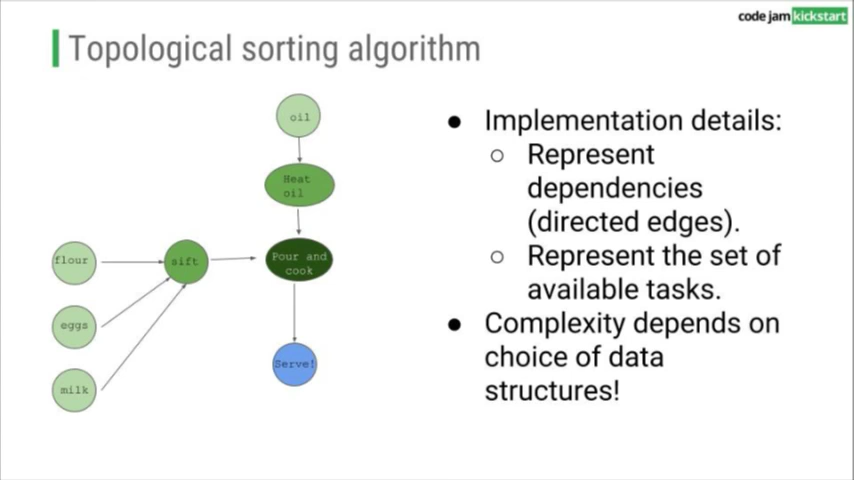 code jam kickstart
Topological sorting algorithm
oil
Heat
oil
flour
sift
Pour and
cook
eggs
milk
Serve!
● Implementation details:
○ Represent
dependencies
(directed edges).
○ Represent the set of
available tasks.
● Complexity depends on
choice of data
structures!